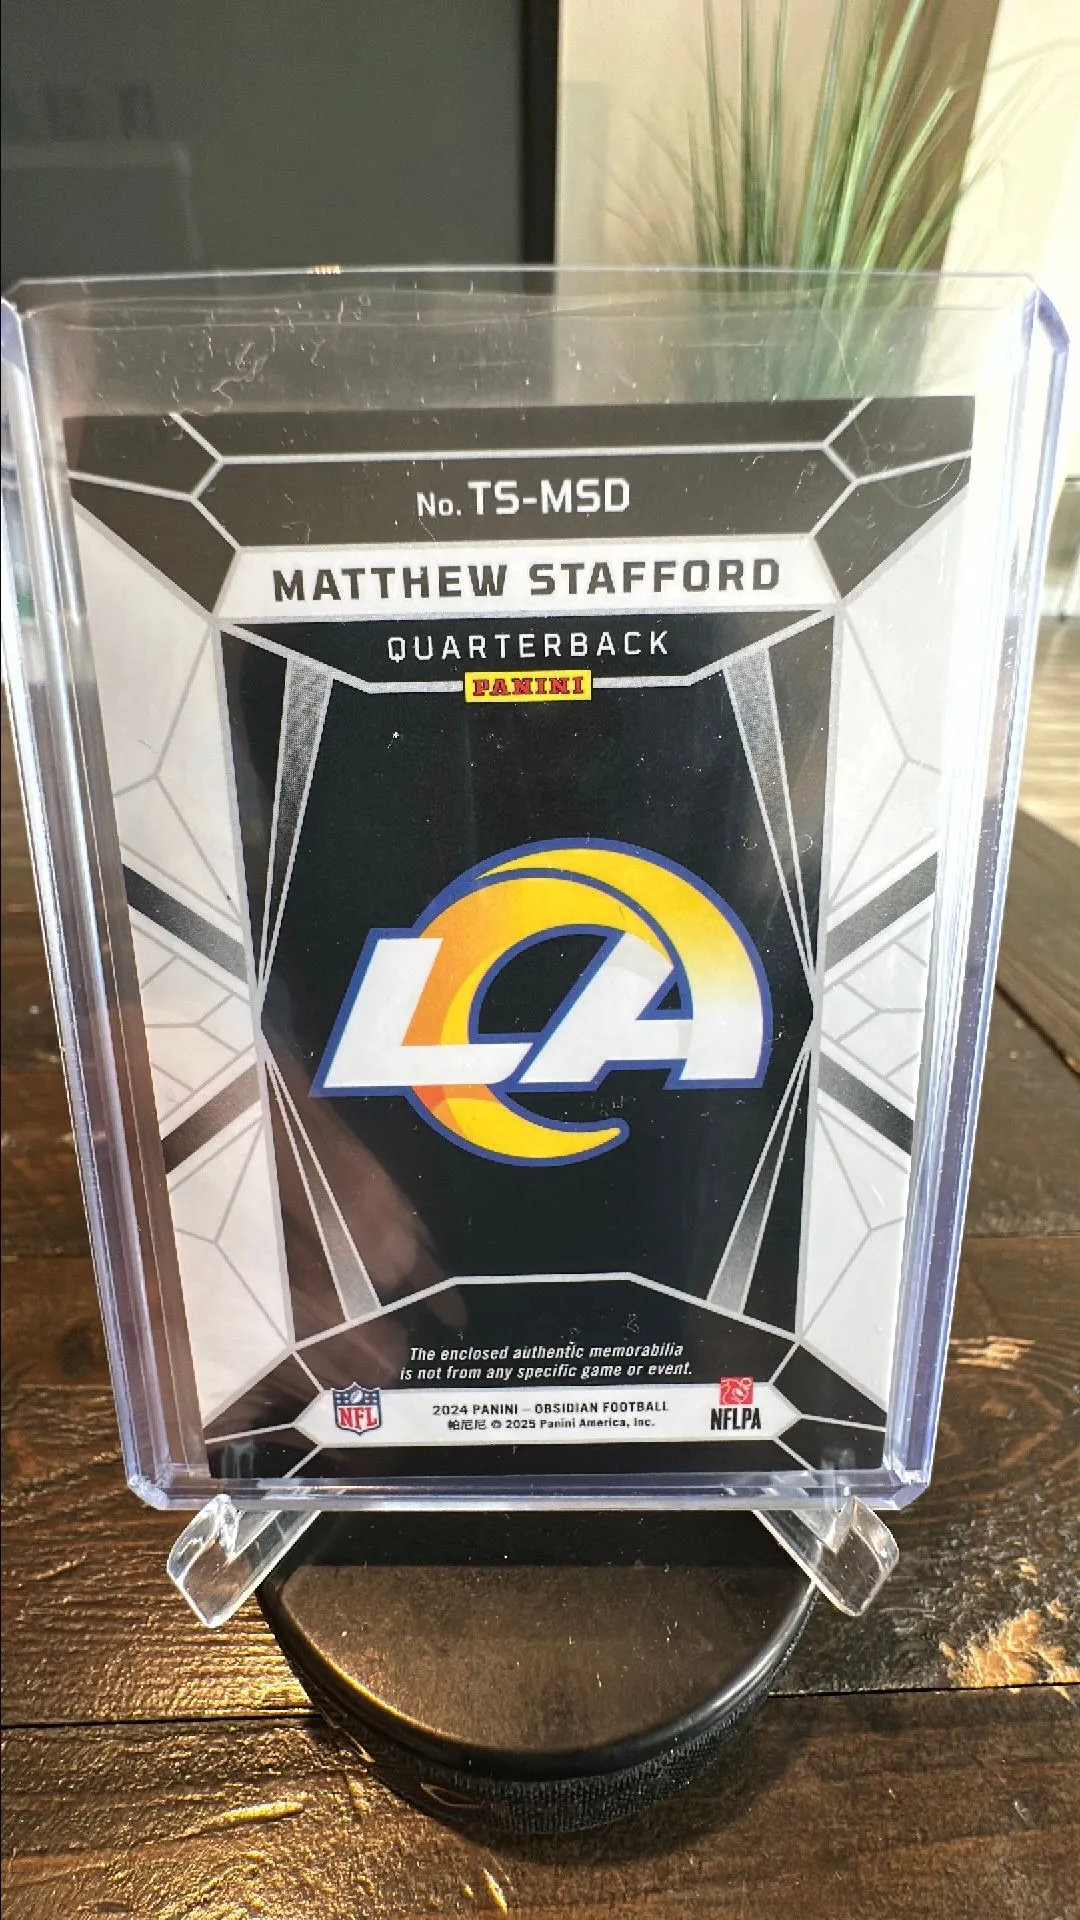 No. TS-MSD
MATTHEW STAFFORD
QUARTERBACK
PANINI
LA
The enclosed authentic memorabilia
is not from any specific game or event.
NFL
2024 PANINI – OBSIDIAN FOOTBALL
帕尼尼 © 2025 Panini America, Inc.
NFLPA